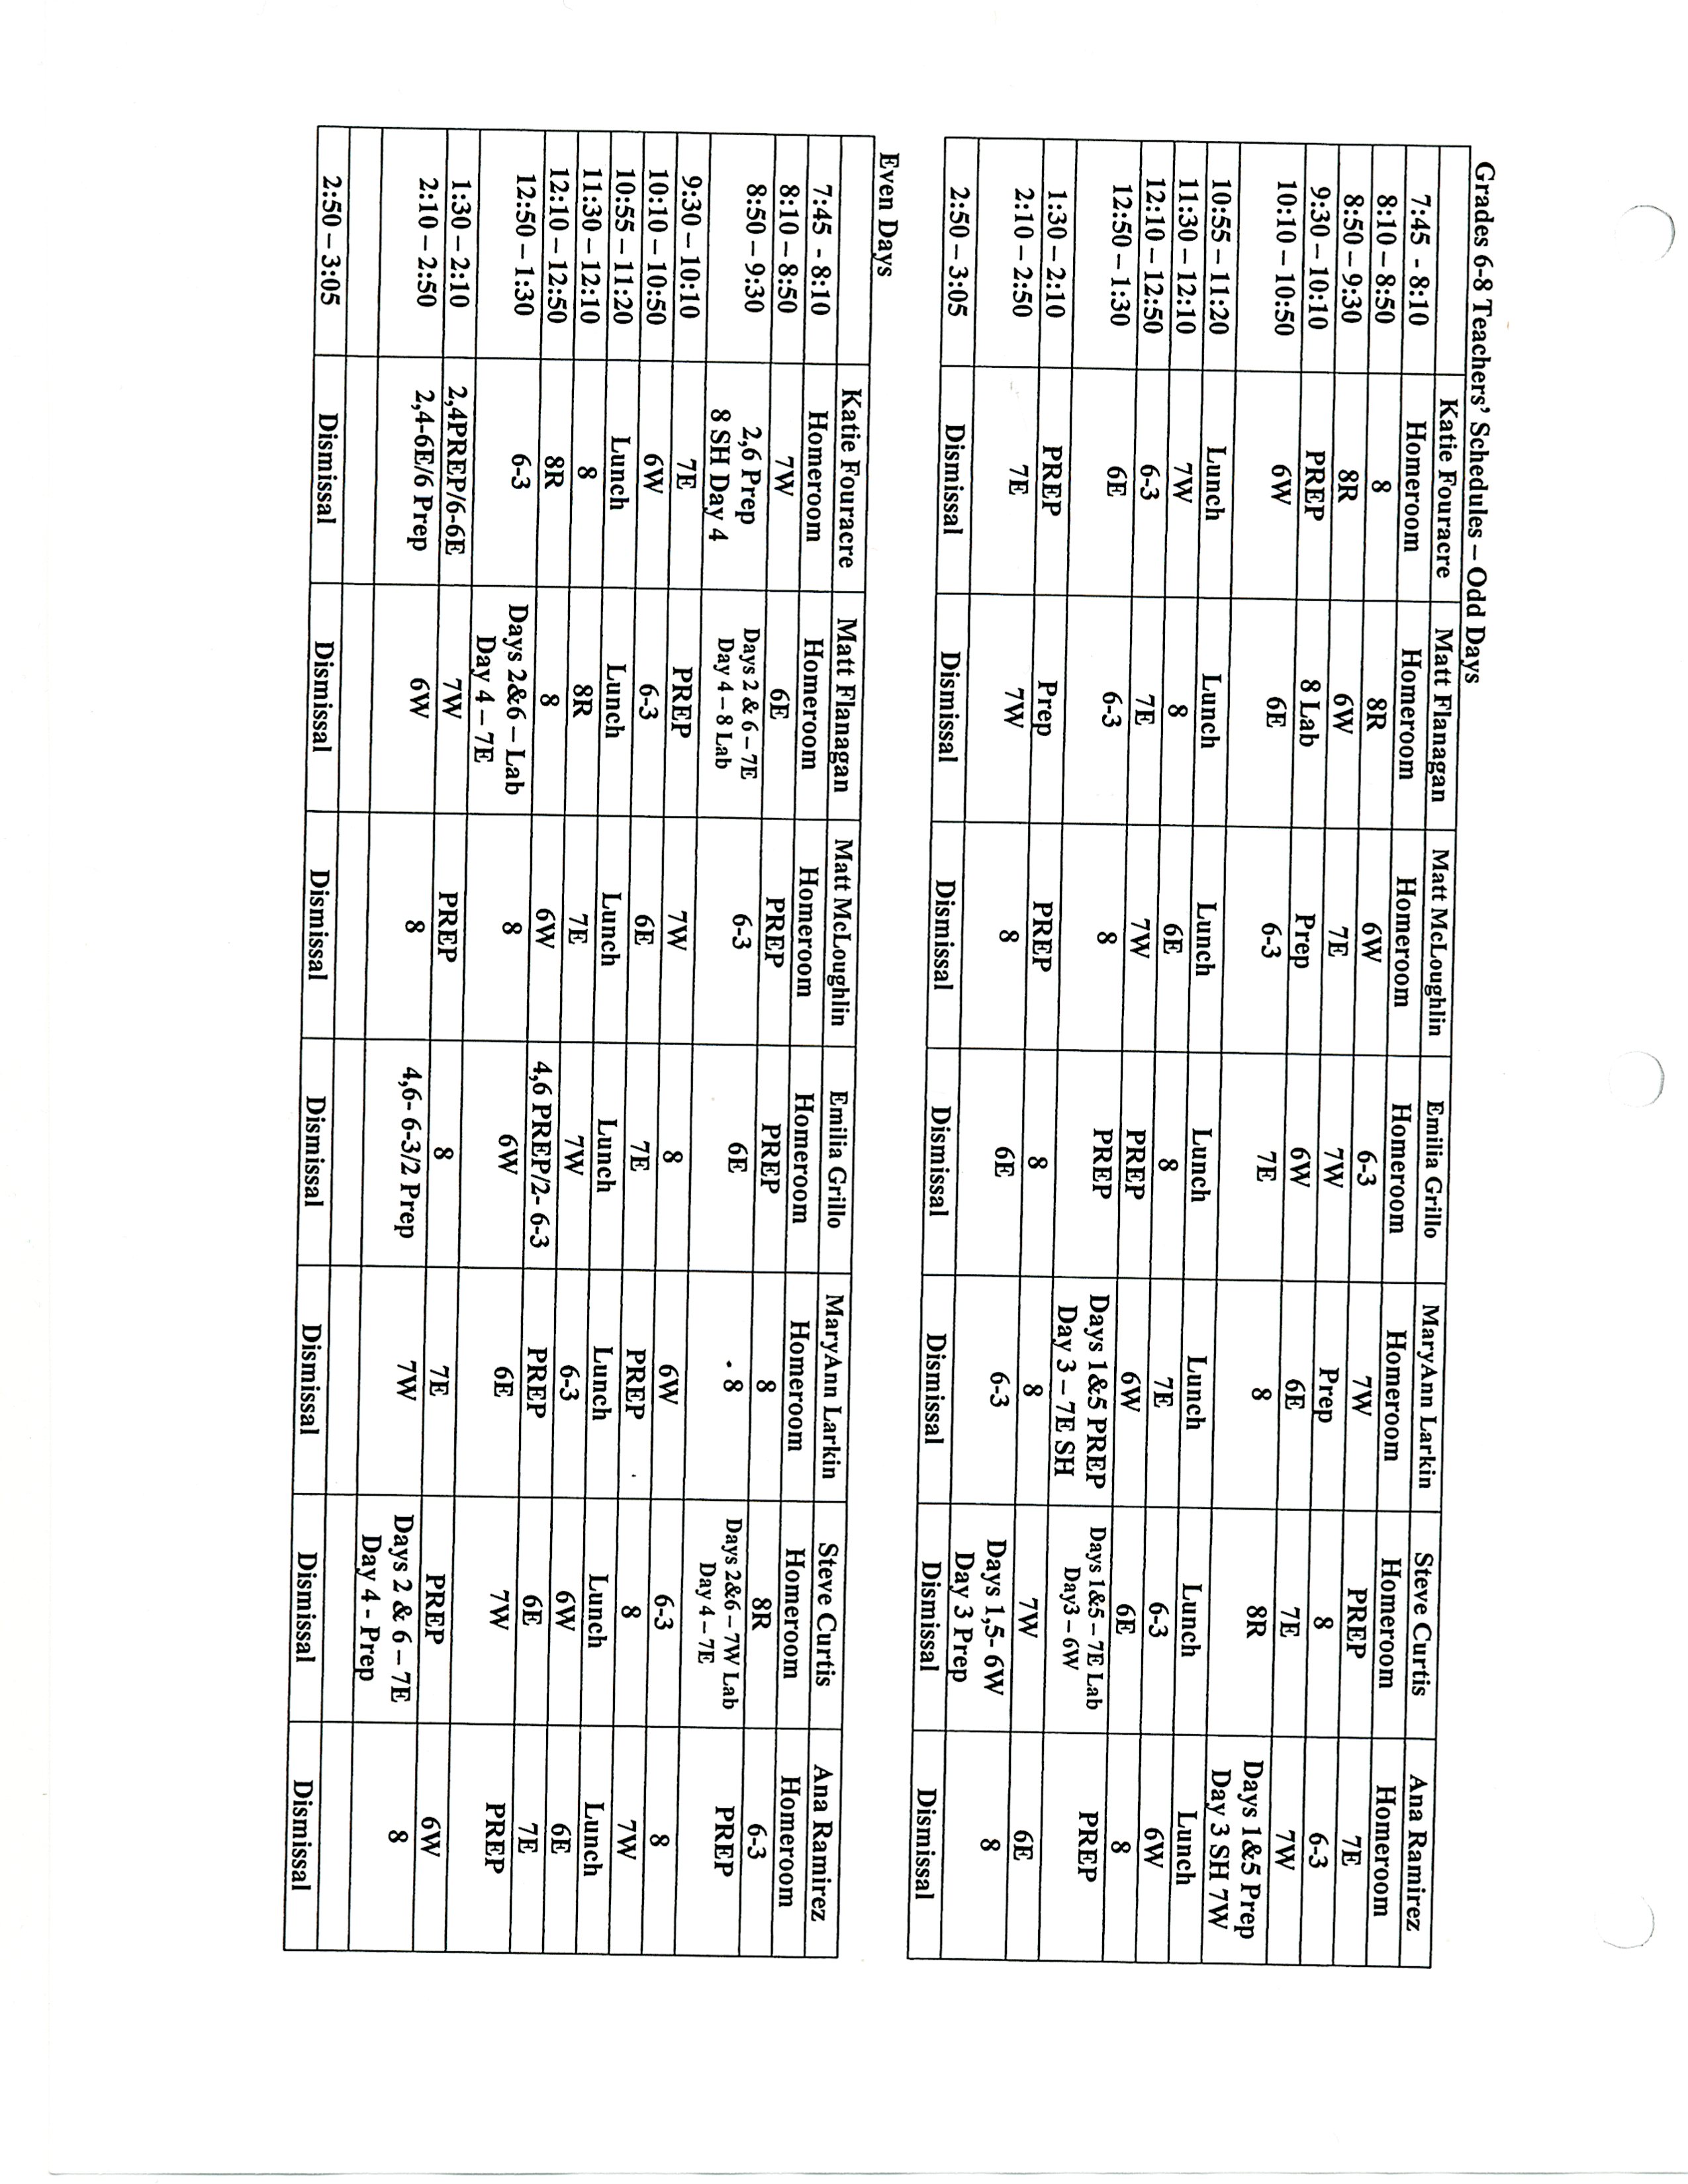 Grades 6-8 Teachers' Schedules – Odd Days
Katie Fouracre Matt Flanagan Matt McLoughlin Emilia Grillo MaryAnn Larkin Steve Curtis Ana Ramirez
7:45 - 8:10 Homeroom Homeroom Homeroom Homeroom Homeroom Homeroom Homeroom
8:10 – 8:50 8 8R 6W 6-3 7W PREP 7E
8:50 – 9:30 8R 6W 7E 7W Prep 8 6-3
9:30 – 10:10 PREP 8 Lab Prep 6W 6E 7E 7W
10:10 – 10:50 6W 6E 6-3 7E 8 8R Days 1&5 Prep
Day 3 SH 7W
10:55 – 11:20 Lunch Lunch Lunch Lunch Lunch Lunch Lunch
11:30 – 12:10 7W 8 6E 8 7E 6-3 6W
12:10 – 12:50 6-3 7E 7W PREP 6W 6E 8
12:50 – 1:30 6E 6-3 8 PREP Days 1&5 PREP Days 1&5 – 7E Lab PREP
Day 3 – 7E SH Day3 – 6W
1:30 – 2:10 PREP Prep PREP 8 8 7W 6E
2:10 – 2:50 7E 7W 8 6E 6-3 Days 1,5- 6W 8
Day 3 Prep
2:50 – 3:05 Dismissal Dismissal Dismissal Dismissal Dismissal Dismissal Dismissal
Even Days
Katie Fouracre Matt Flanagan Matt McLoughlin Emilia Grillo MaryAnn Larkin Steve Curtis Ana Ramirez
7:45 - 8:10 Homeroom Homeroom Homeroom Homeroom Homeroom Homeroom Homeroom
8:10 – 8:50 7W 6E PREP PREP 8 8R 6-3
8:50 – 9:30 2,6 Prep Days 2 & 6 – 7E 6-3 6E 8 Days 2&6 – 7W Lab PREP
8 SH Day 4 Day 4 – 8 Lab Day 4 – 7E
9:30 – 10:10 7E PREP 7W 8 6W 6-3 8
10:10 – 10:50 6W 6-3 6E 7E PREP 8 7W
10:55 – 11:20 Lunch Lunch Lunch Lunch Lunch Lunch Lunch
11:30 – 12:10 8 8R 7E 7W 6-3 6W 6E
12:10 – 12:50 8R 8 6W 4,6 PREP/2- 6-3 PREP 6E 7E
12:50 – 1:30 6-3 Days 2&6 – Lab 8 6W 6E 7W PREP
Day 4 – 7E
1:30 – 2:10 2,4PREP/6-6E 7W PREP 8 7E PREP 6W
2:10 – 2:50 2,4-6E/6 Prep 6W 8 4,6- 6-3/2 Prep 7W Days 2 & 6 – 7E 8
Day 4 - Prep
2:50 – 3:05 Dismissal Dismissal Dismissal Dismissal Dismissal Dismissal Dismissal